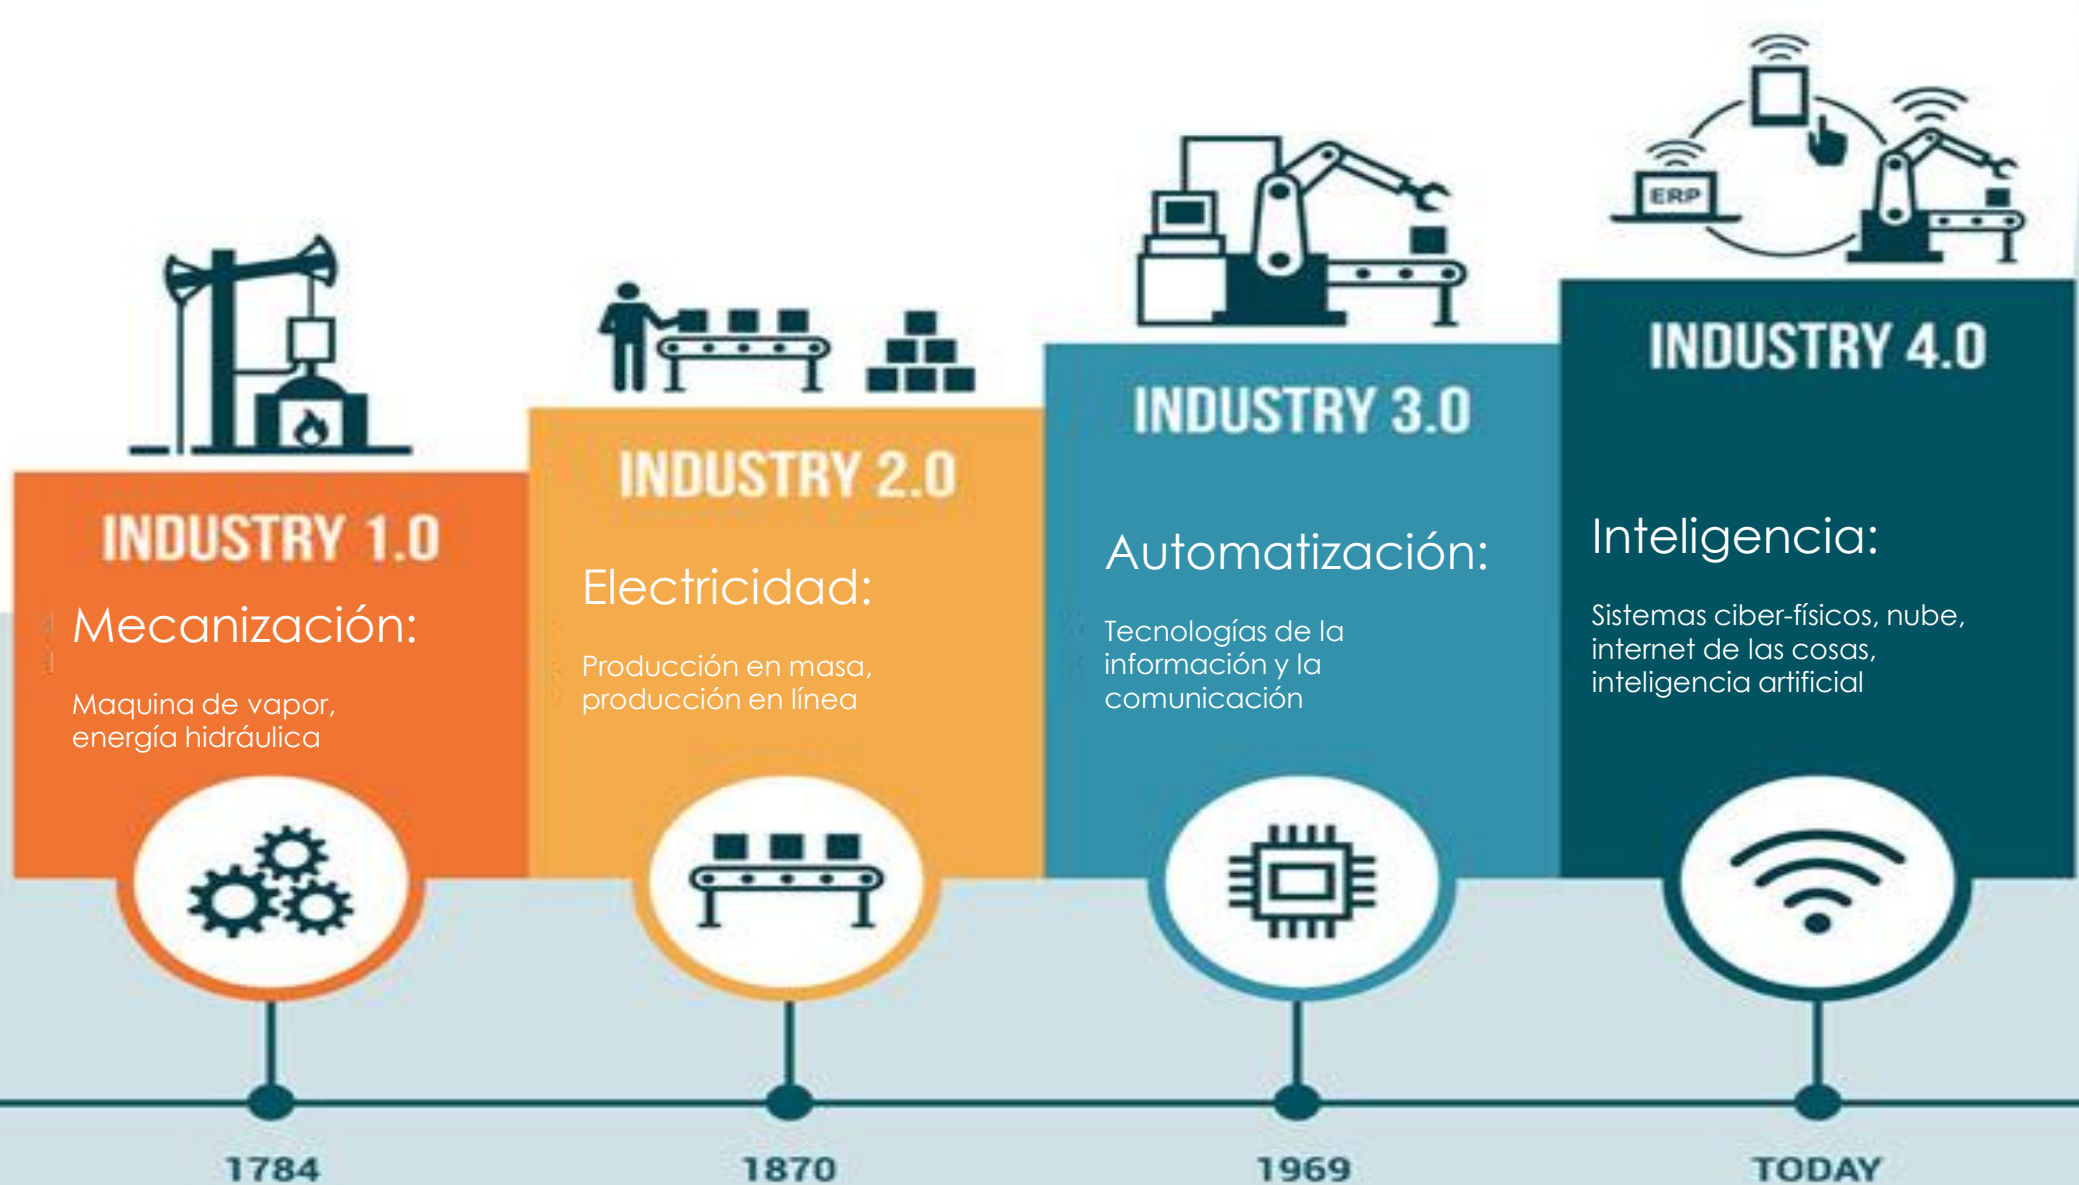 INDUSTRY 1.0
Mecanización:
Maquina de vapor,
energía hidráulica
1784
INDUSTRY 2.0
Electricidad:
Producción en masa,
producción en línea
1870
INDUSTRY 3.0
Automatización:
Tecnologías de la
información y la
comunicación
1969
ERP
INDUSTRY 4.0
Inteligencia:
Sistemas ciber-físicos, nube,
internet de las cosas,
inteligencia artificial
TODAY